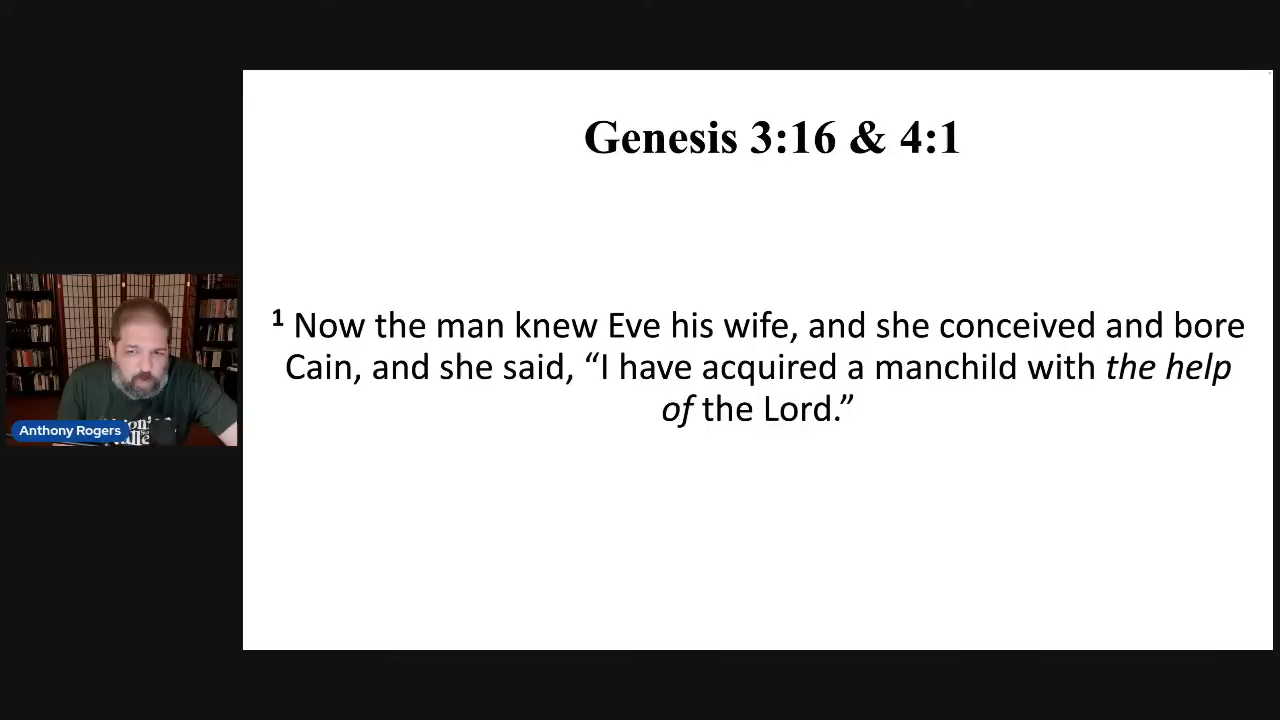 Genesis 3:16 & 4:1
1 Now the man knew Eve his wife, and she conceived and bore
Cain, and she said, “I have acquired a manchild with the help
of the Lord.”
Anthony Rogers